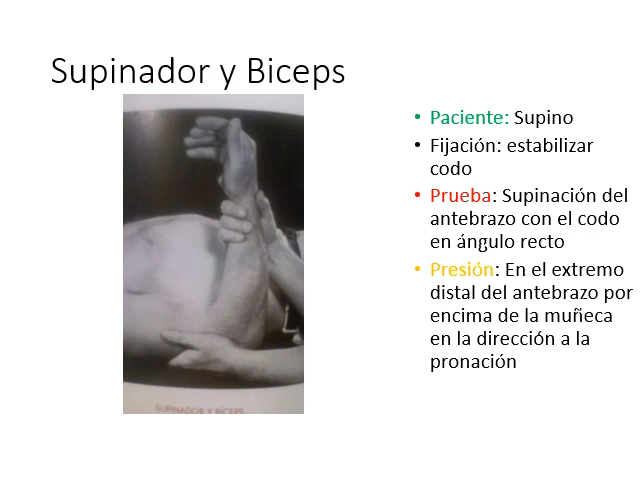 Supinador y Biceps
• Paciente: Supino
• Fijación: estabilizar
codo
• Prueba: Supinación del
antebrazo con el codo
en ángulo recto
• Presión: En el extremo
distal del antebrazo por
encima de la muñeca
en la dirección a la
pronación
SUPINADOR Y BICEPS